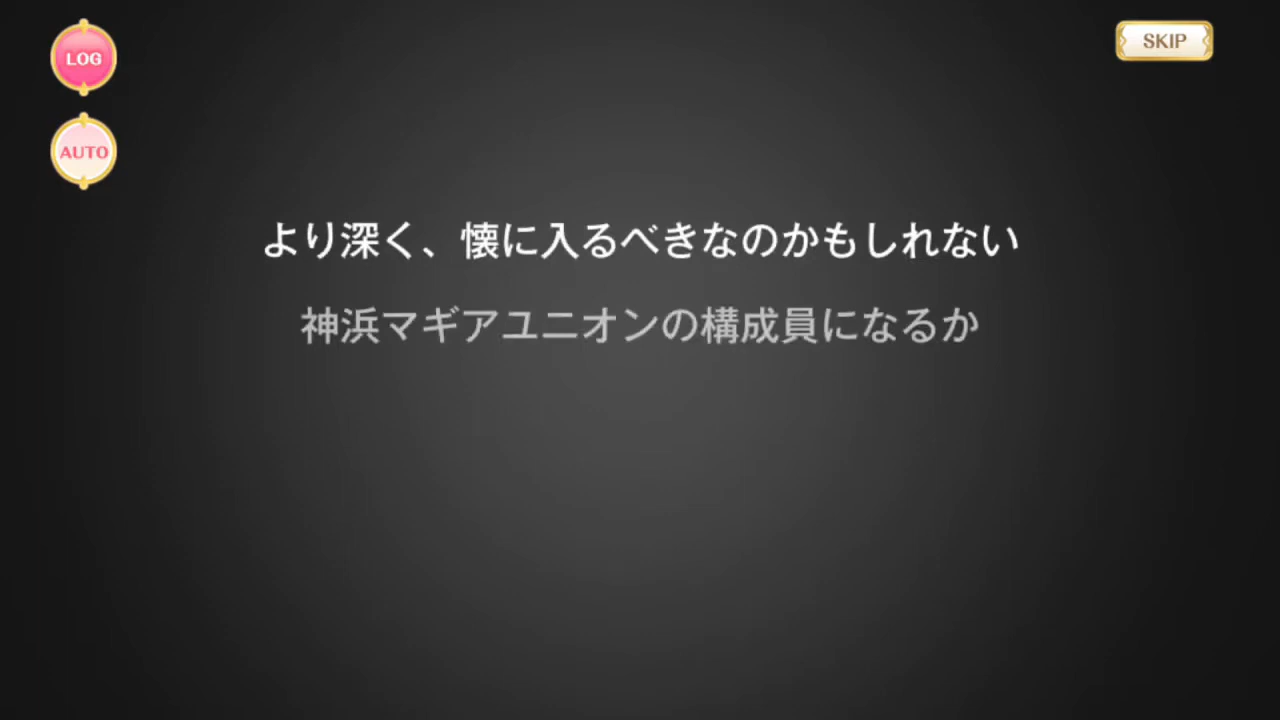 LOG
SKIP
AUTO
より深く、懐に入るべきなのかもしれない
神浜マギアユニオンの構成員になるか